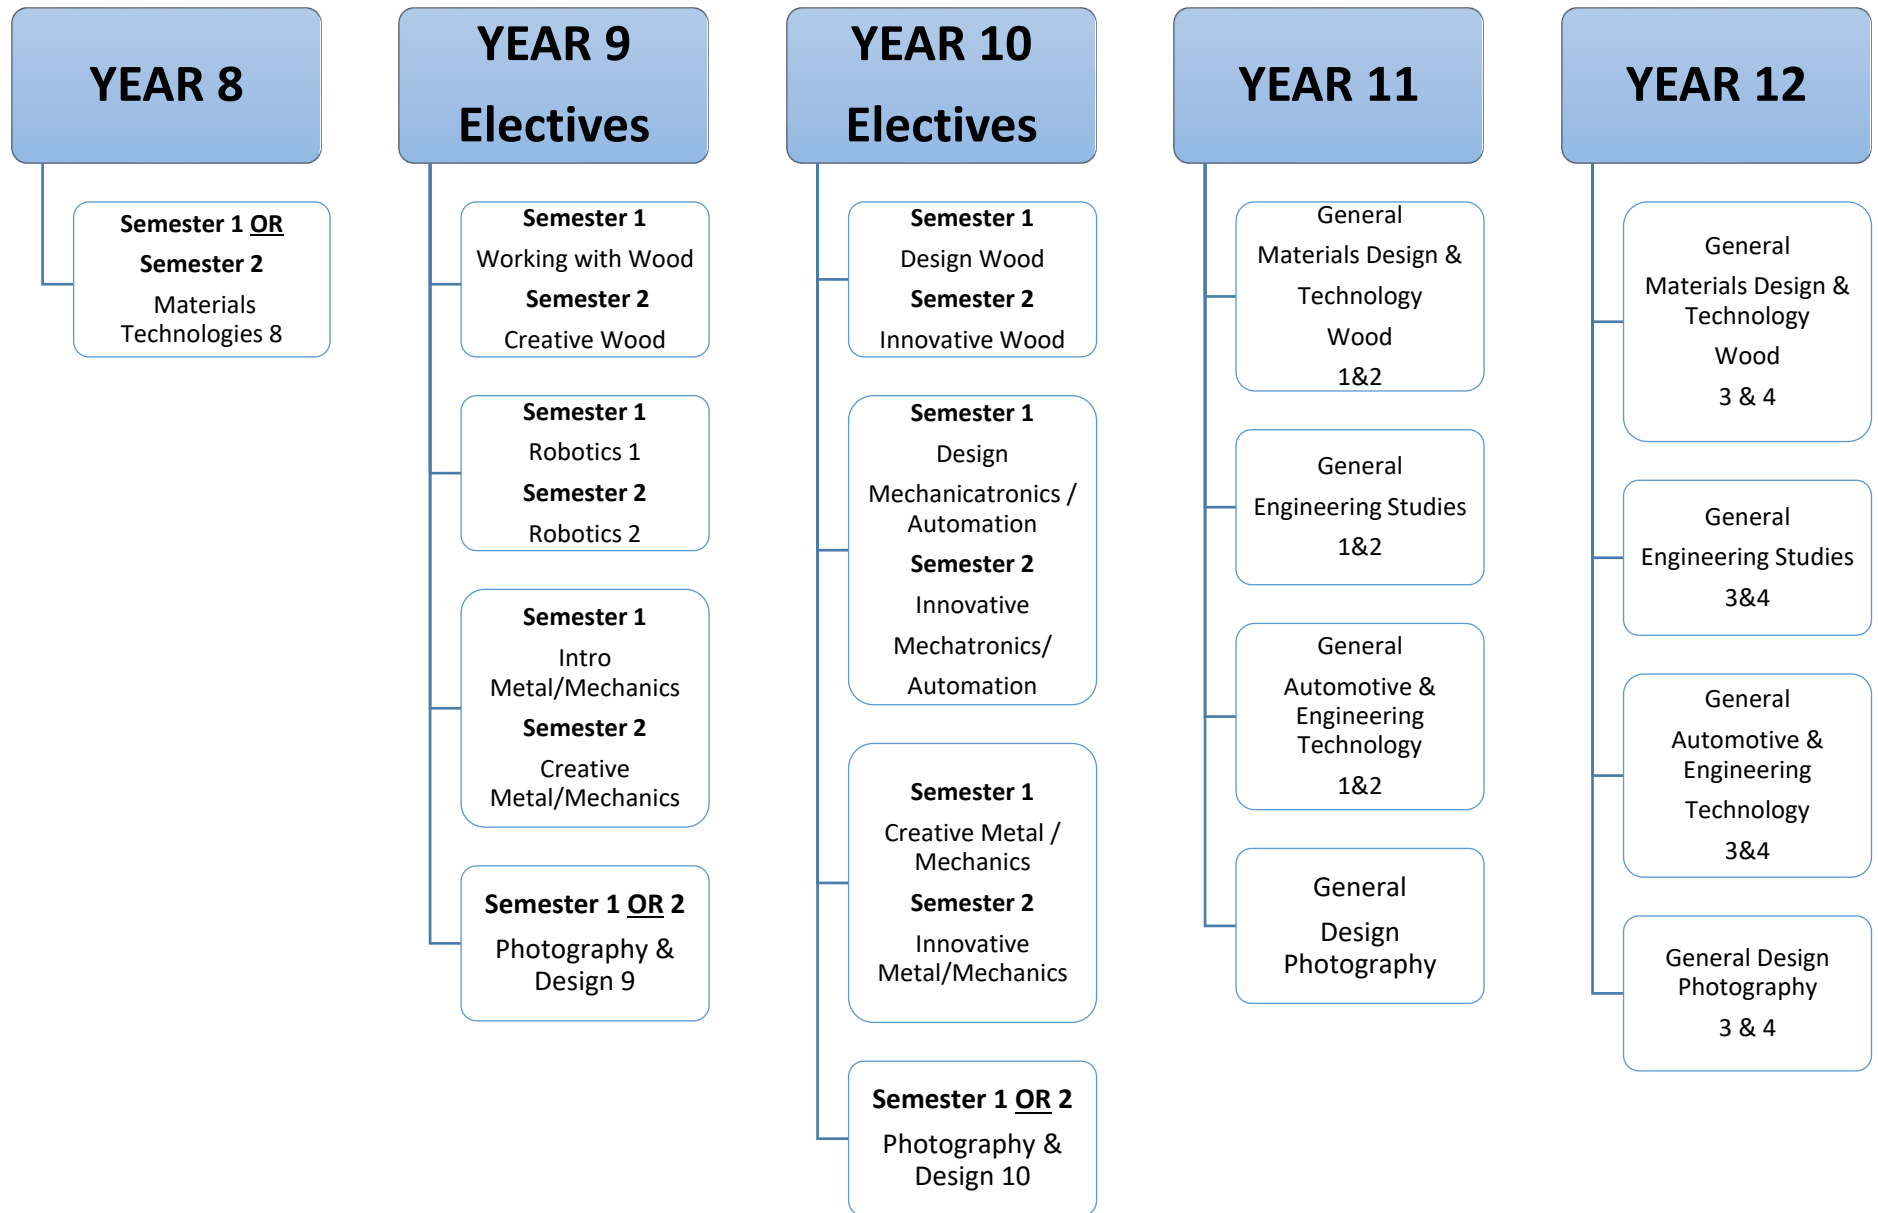 YEAR 8
Semester 1 OR
Semester 2
Materials
Technologies 8
YEAR 9
Electives
Semester 1
Working with Wood
Semester 2
Creative Wood
Semester 1
Robotics 1
Semester 2
Robotics 2
Semester 1
Intro
Metal/Mechanics
Semester 2
Creative
Metal/Mechanics
Semester 1 OR 2
Photography &
Design 9
YEAR 10
Electives
Semester 1
Design Wood
Semester 2
Innovative Wood
Semester 1
Design
Mechanicatronics /
Automation
Semester 2
Innovative
Mechatronics/
Automation
Semester 1
Creative Metal /
Mechanics
Semester 2
Innovative
Metal/Mechanics
Semester 1 OR 2
Photography &
Design 10
YEAR 11
General
Materials Design &
Technology
Wood
1&2
General
Engineering Studies
1&2
General
Automotive &
Engineering
Technology
1&2
General
Design
Photography
YEAR 12
General
Materials Design &
Technology
Wood
3 & 4
General
Engineering Studies
3&4
General
Automotive &
Engineering
Technology
3&4
General Design
Photography
3 & 4